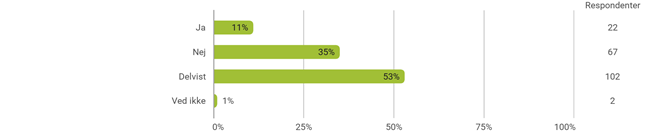 Respondenter
Ja 11% 22
Nej 35% 67
Delvist 53% 102
Ved ikke 1% 2
0% 25% 50% 75% 100%